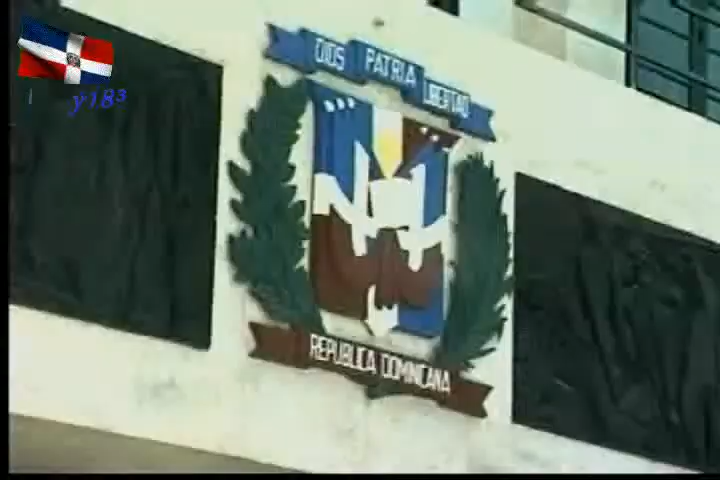 y183
DIOS PATRIA LIBERTAD
REPUBLICA DOMINICANA